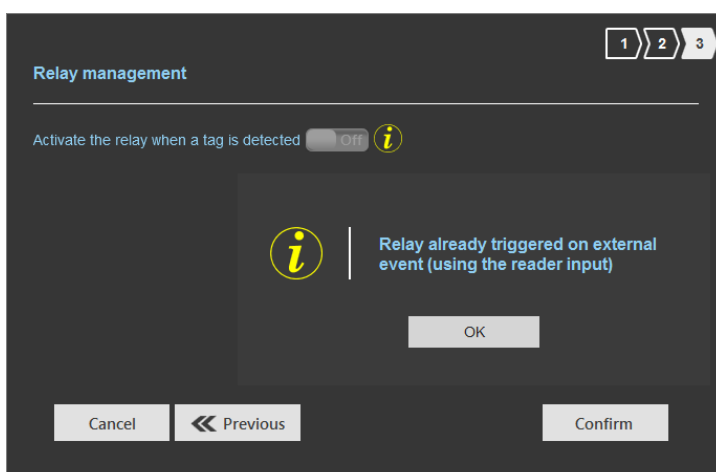 1 2 3
Relay management
Activate the relay when a tag is detected Off i
i Relay already triggered on external
event (using the reader input)
OK
Cancel Previous Confirm